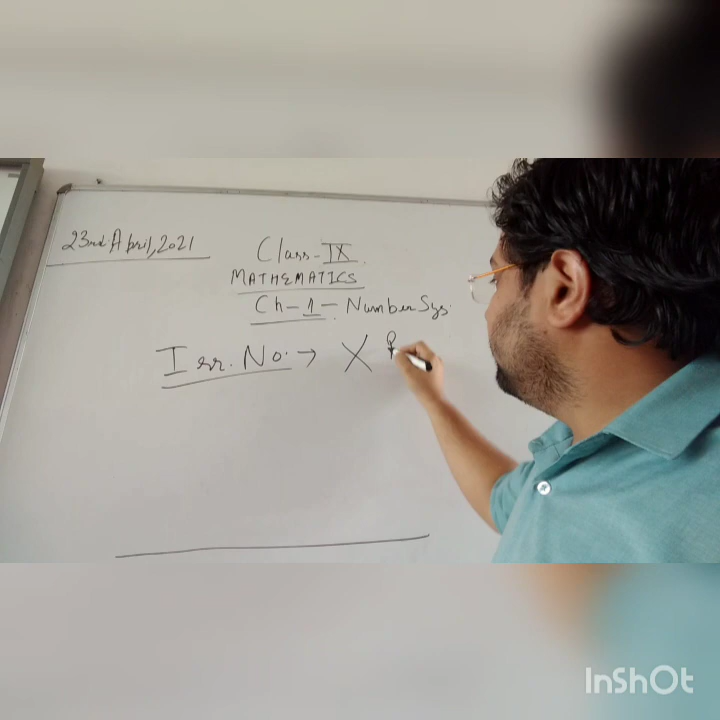 23rd April, 2021
Class-IX
MATHEMATICS
Ch-1- Number Sys.
Irr. No. → X P
InShOt